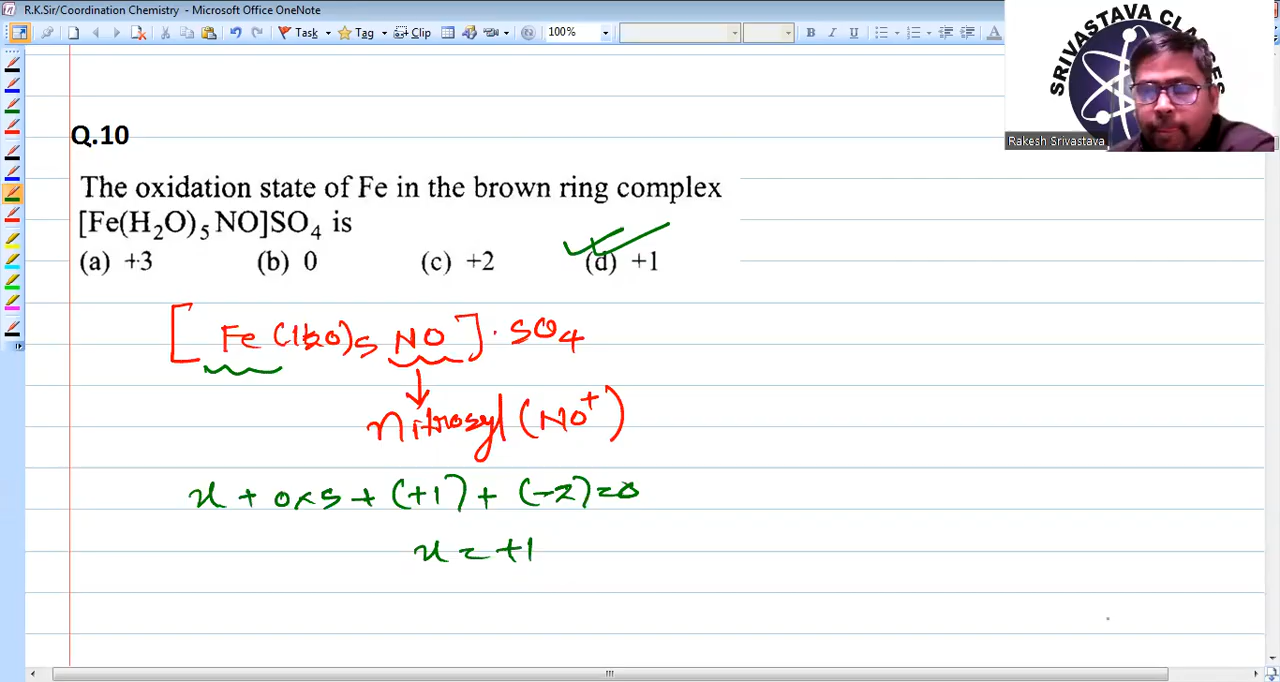 R.K.Sir/Coordination Chemistry - Microsoft Office OneNote
Task Tag Clip 100% B I U A
SRIVASTAVA CLASSES
Rakesh Srivastava
Q.10
The oxidation state of Fe in the brown ring complex
[Fe(H₂O)₅NO]SO₄ is
(a) +3 (b) 0 (c) +2 (d) +1
[Fe(H₂O)₅ NO]·SO₄
nitrosyl (NO⁺)
x + 0×5 + (+1) + (-2)=0
x = +1